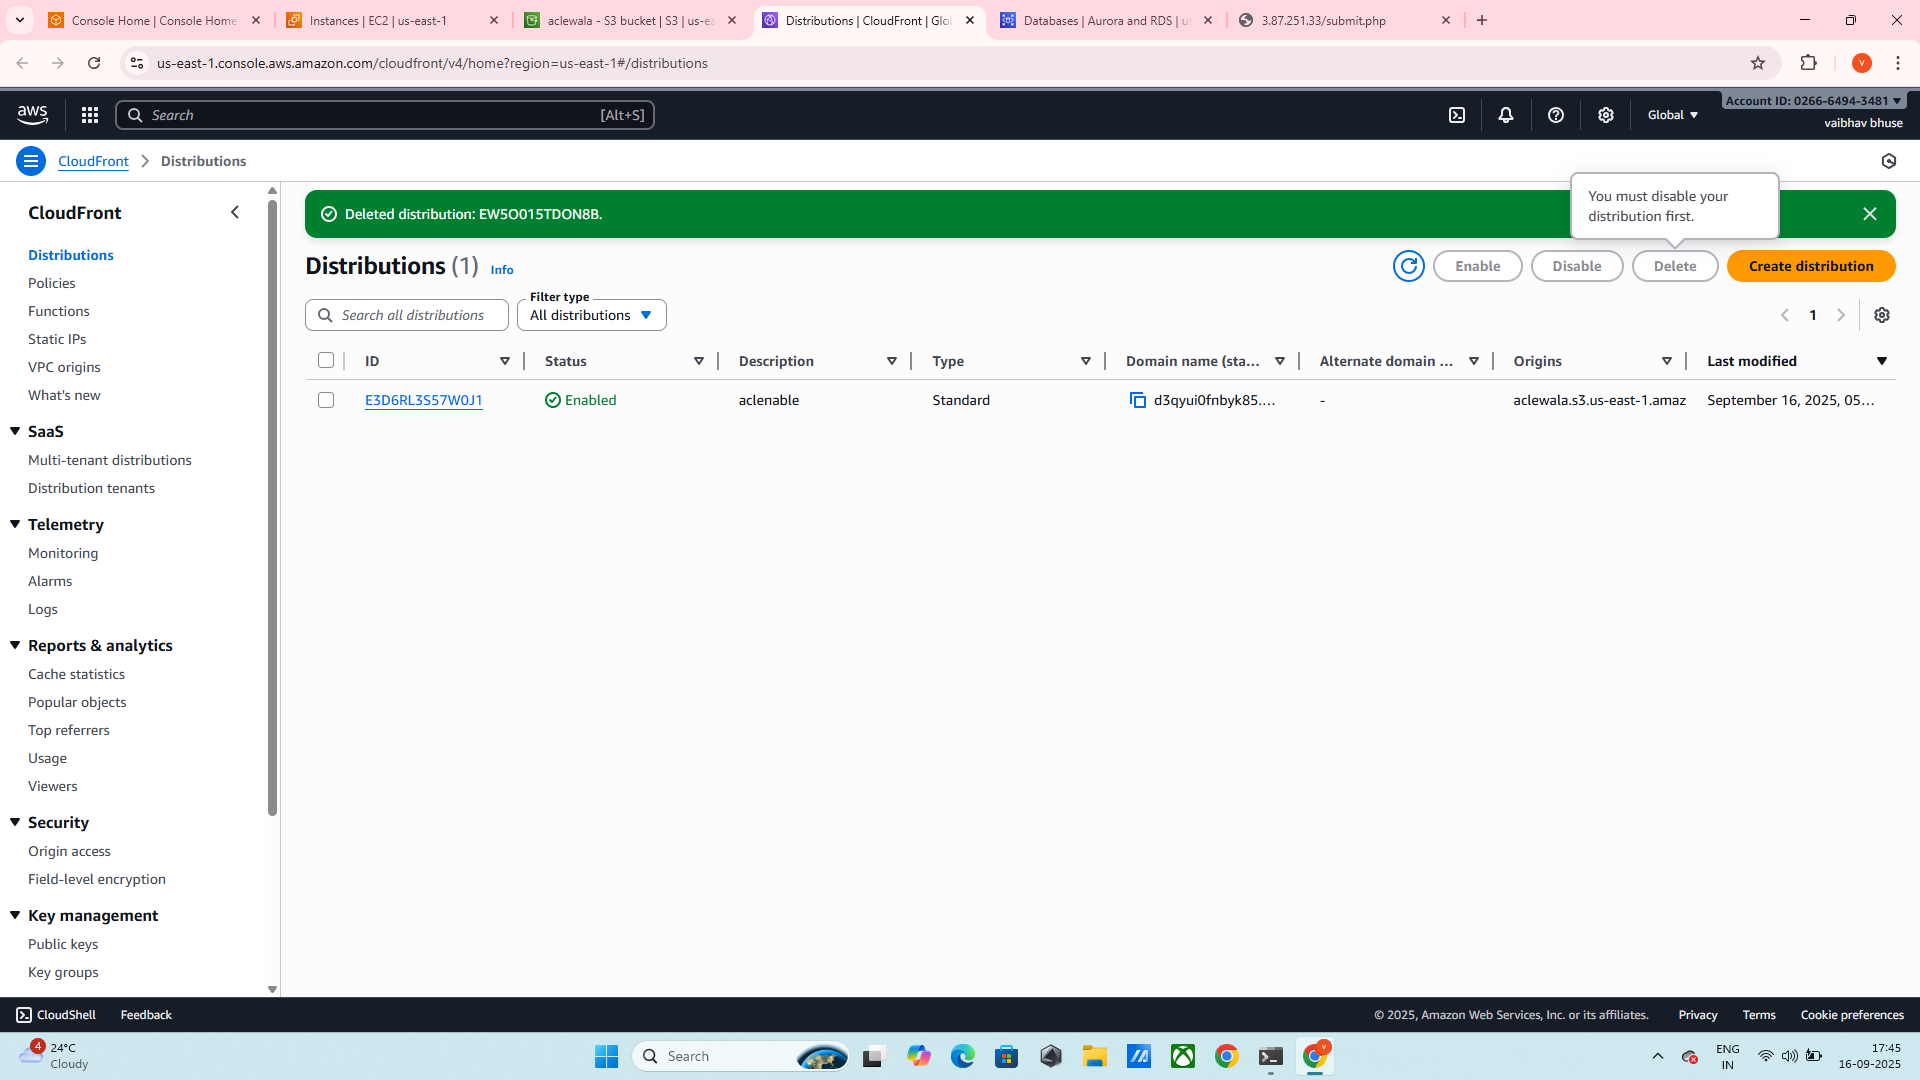 Console Home | Console Home
Instances | EC2 | us-east-1
aclewala - S3 bucket | S3 | us-ea
Distributions | CloudFront | Glo
Databases | Aurora and RDS | u
3.87.251.33/submit.php
us-east-1.console.aws.amazon.com/cloudfront/v4/home?region=us-east-1#/distributions
V
aws
Search
[Alt+S]
Global
Account ID: 0266-6494-3481
vaibhav bhuse
CloudFront
Distributions
CloudFront
Distributions
Policies
Functions
Static IPs
VPC origins
What's new
SaaS
Multi-tenant distributions
Distribution tenants
Telemetry
Monitoring
Alarms
Logs
Reports & analytics
Cache statistics
Popular objects
Top referrers
Usage
Viewers
Security
Origin access
Field-level encryption
Key management
Public keys
Key groups
Deleted distribution: EW5O015TDON8B.
You must disable your
distribution first.
Distributions (1) Info
Enable
Disable
Delete
Create distribution
Search all distributions
Filter type
All distributions
1
ID Status Description Type Domain name (sta... Alternate domain ... Origins Last modified
E3D6RL3S57W0J1 Enabled aclenable Standard d3qyui0fnbyk85.... - aclewala.s3.us-east-1.amaz September 16, 2025, 05...
CloudShell Feedback © 2025, Amazon Web Services, Inc. or its affiliates. Privacy Terms Cookie preferences
4
24°C
Cloudy
Search
v
ENG
IN
17:45
16-09-2025